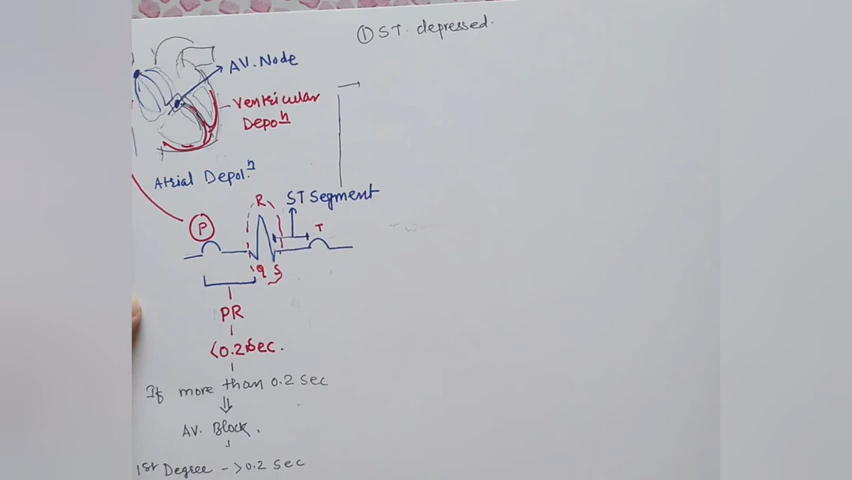 ① ST. depressed.
AV. Node
Ventricular
Depoⁿ
Atrial Depol.ⁿ
ST Segment
R
P
T
q S
PR
<0.2 Sec.
If more than 0.2 Sec
⇓
AV. Block.
1st Degree - >0.2 Sec